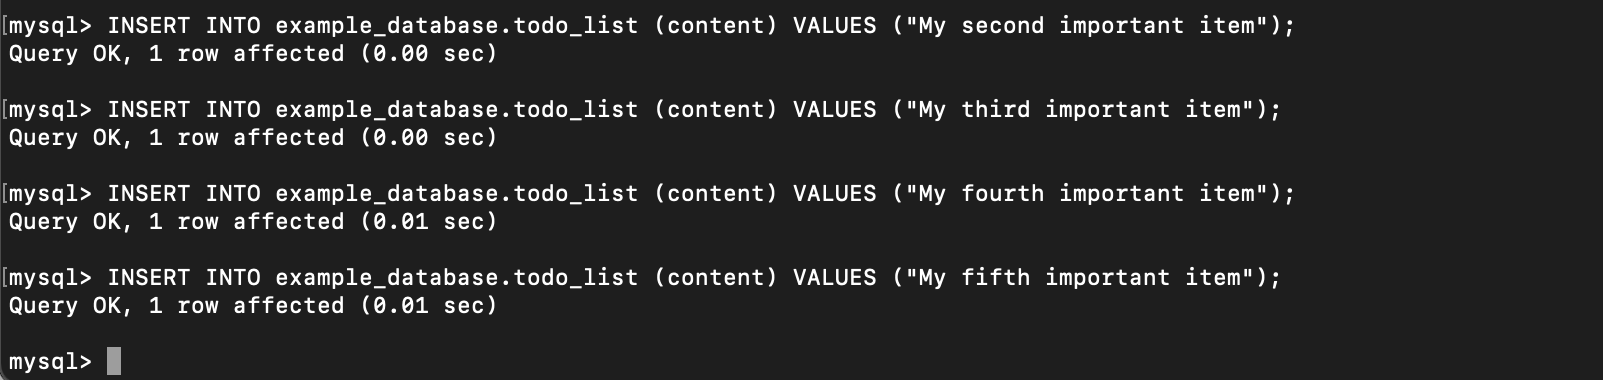 [mysql> INSERT INTO example_database.todo_list (content) VALUES ("My second important item");
Query OK, 1 row affected (0.00 sec)
[mysql> INSERT INTO example_database.todo_list (content) VALUES ("My third important item");
Query OK, 1 row affected (0.00 sec)
[mysql> INSERT INTO example_database.todo_list (content) VALUES ("My fourth important item");
Query OK, 1 row affected (0.01 sec)
[mysql> INSERT INTO example_database.todo_list (content) VALUES ("My fifth important item");
Query OK, 1 row affected (0.01 sec)
mysql>